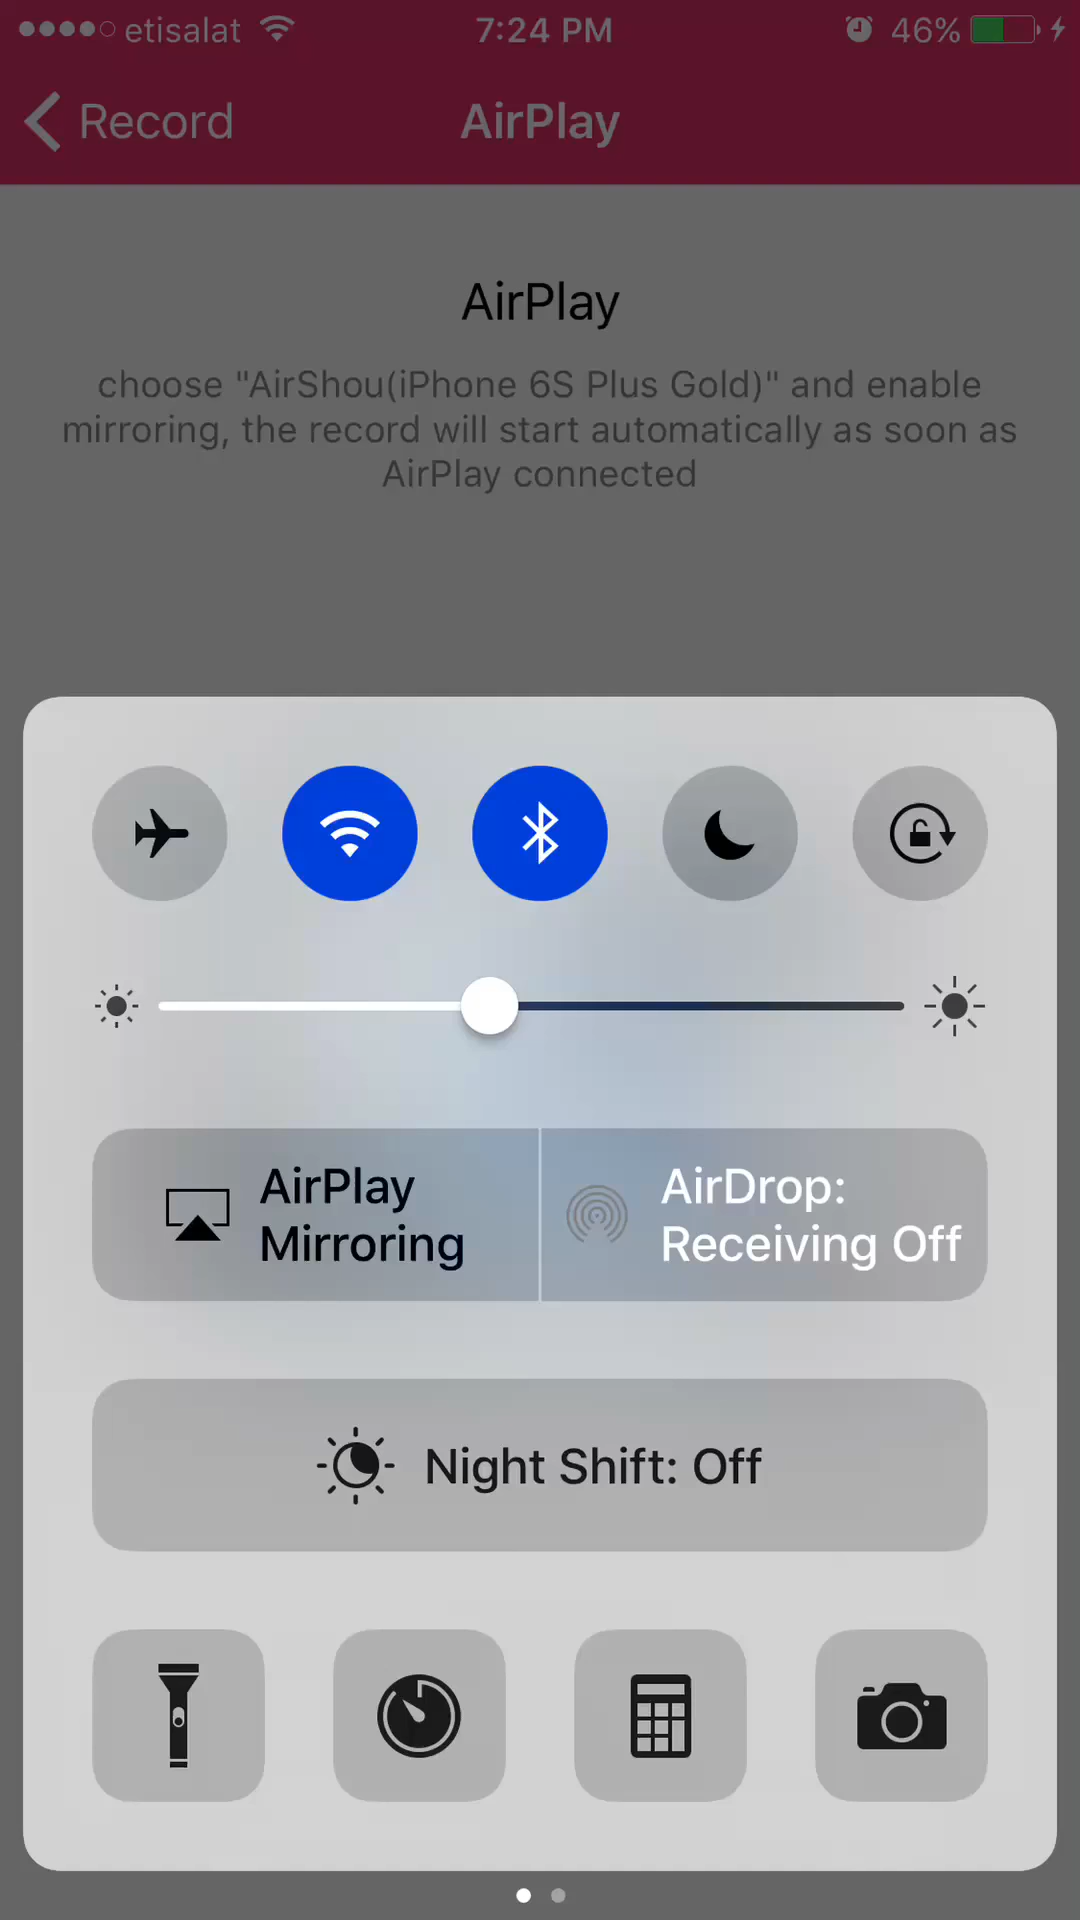 etisalat 7:24 PM 46%
Record AirPlay
AirPlay
choose "AirShou(iPhone 6S Plus Gold)" and enable
mirroring, the record will start automatically as soon as
AirPlay connected
AirPlay
Mirroring
AirDrop:
Receiving Off
Night Shift: Off